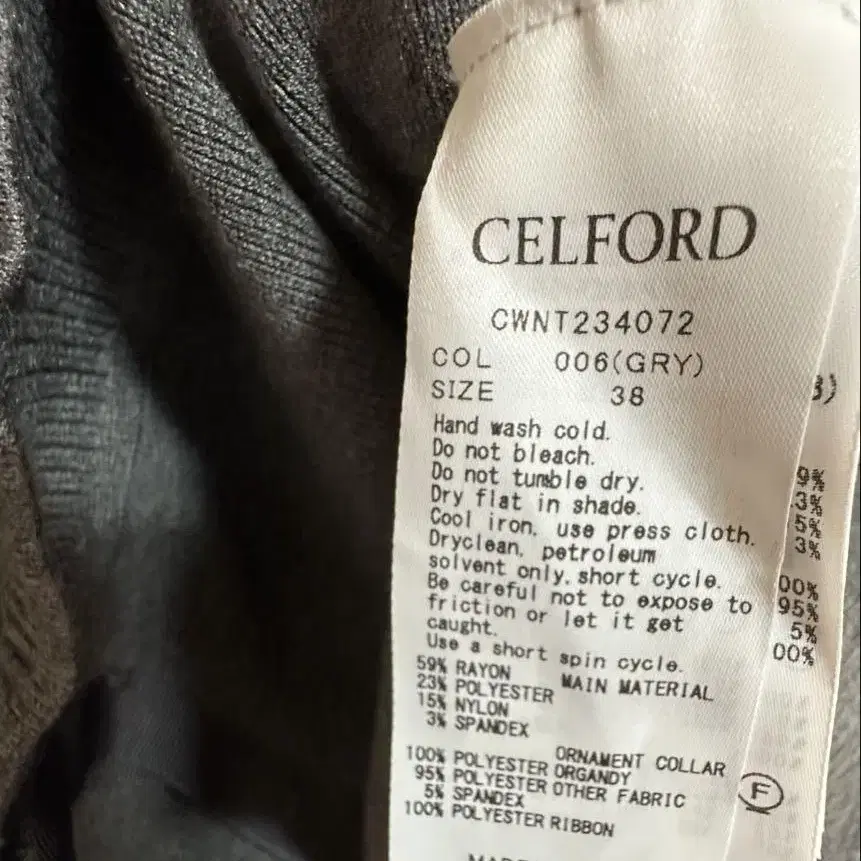 CELFORD
CWNT234072
COL 006(GRY)
SIZE 38
Hand wash cold.
Do not bleach.
Do not tumble dry.
Dry flat in shade.
Cool iron, use press cloth.
Dryclean, petroleum
solvent only, short cycle.
Be careful not to expose to
friction or let it get
caught.
Use a short spin cycle.
59% RAYON MAIN MATERIAL
23% POLYESTER
15% NYLON
3% SPANDEX
100% POLYESTER ORNAMENT COLLAR ORGANDY
95% POLYESTER OTHER FABRIC
5% SPANDEX
100% POLYESTER RIBBON
F
9%
3%
5%
3%
00%
95%
5%
00%